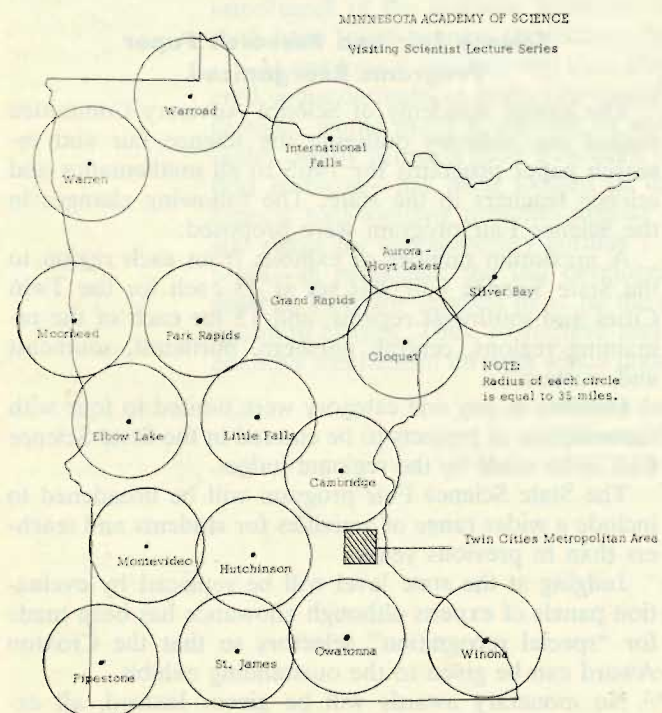 MINNESOTA ACADEMY OF SCIENCE
Visiting Scientist Lecture Series
Warroad
International
Falls
Warren
Aurora -
Hoyt Lakes
Silver Bay
Grand Rapids
Moorhead
Park Rapids
Cloquet
NOTE:
Radius of each circle
is equal to 35 miles.
Elbow Lake
Little Falls
Cambridge
Twin Cities Metropolitan Area
Montevideo
Hutchinson
Owatonna
Winona
St. James
Pipestone